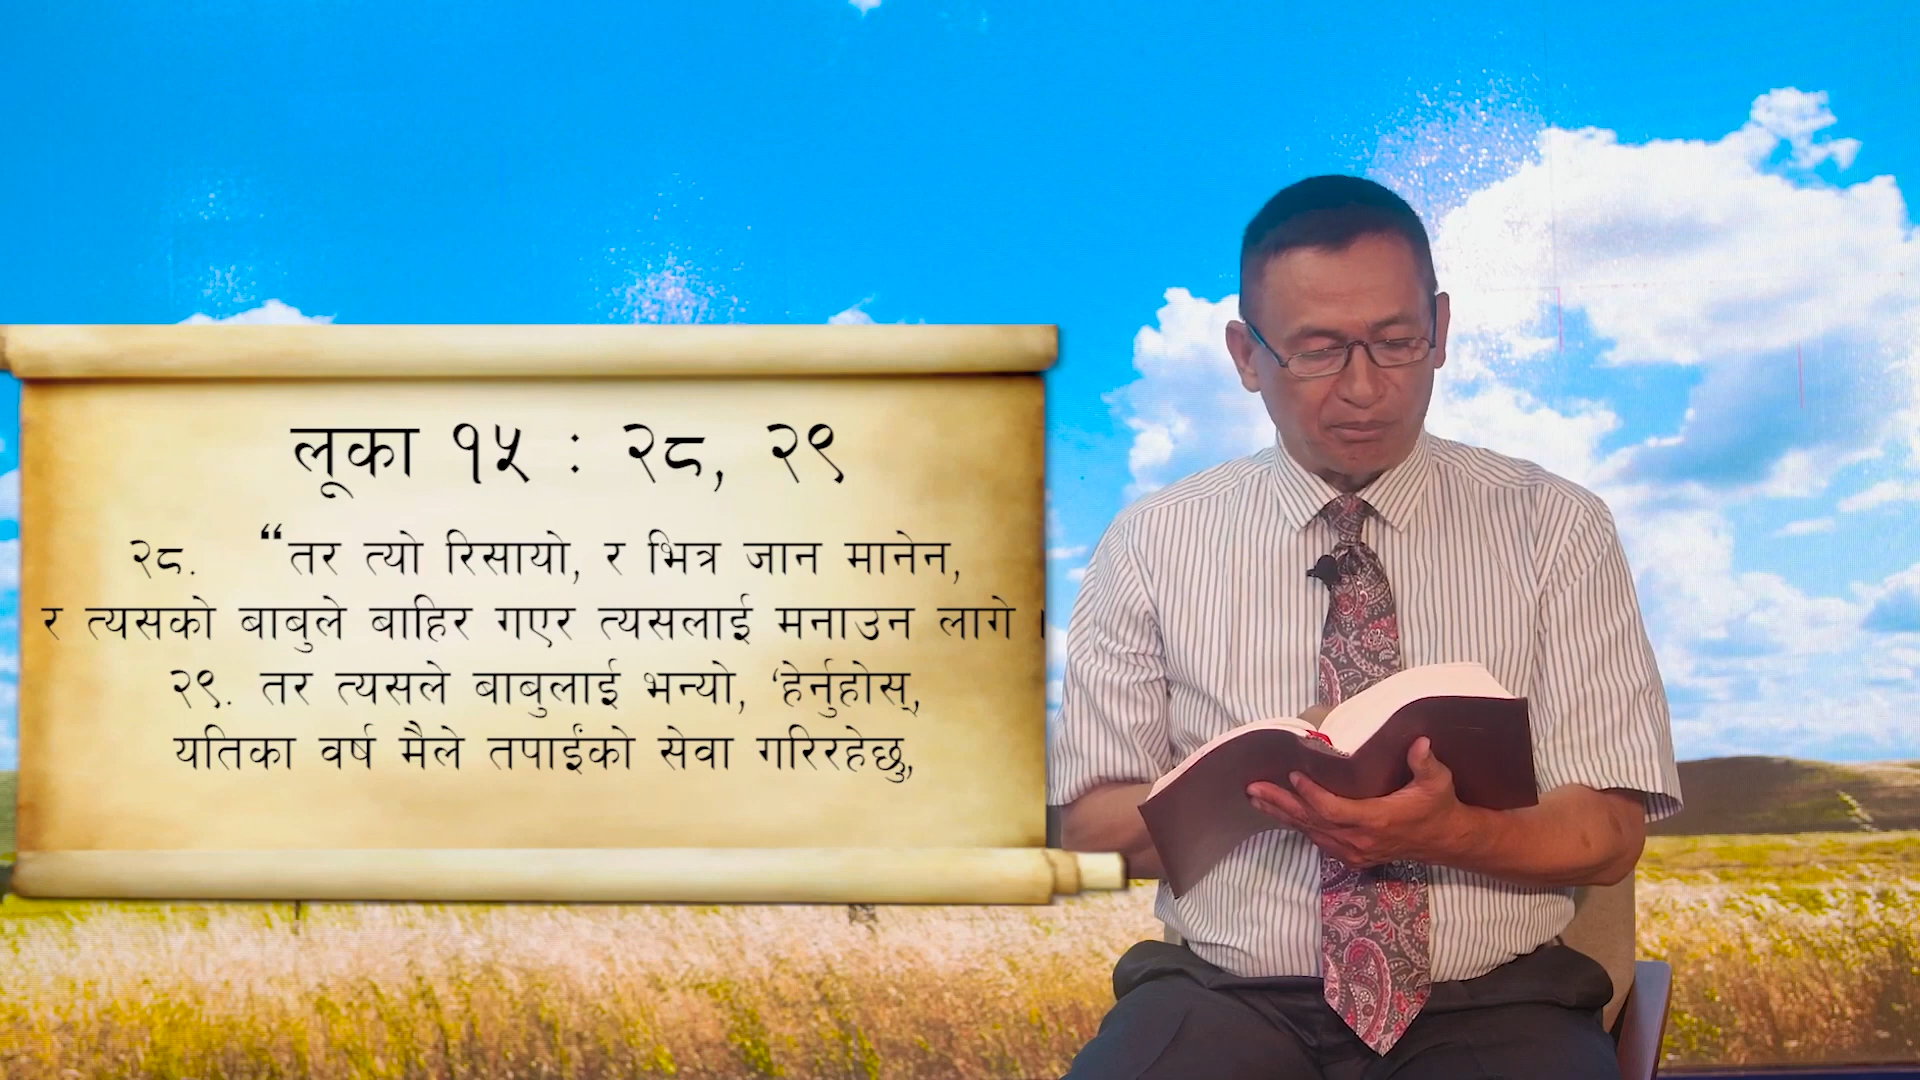 लूका १५ : २८, २९
२८. “तर त्यो रिसायो, र भित्र जान मानेन,
र त्यसको बाबुले बाहिर गएर त्यसलाई मनाउन लागे ।
२९. तर त्यसले बाबुलाई भन्यो, ‘हेर्नुहोस्,
यतिका वर्ष मैले तपाईंको सेवा गरिरहेछु,